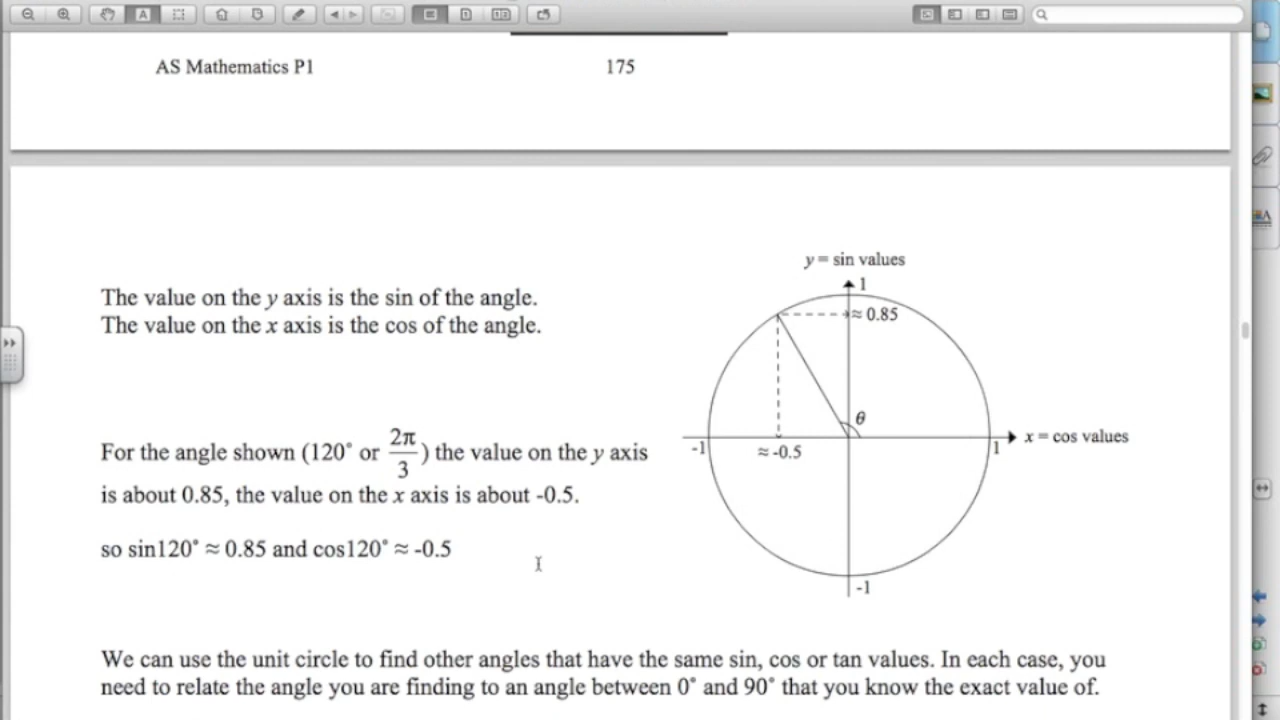 AS Mathematics P1 175
The value on the y axis is the sin of the angle.
The value on the x axis is the cos of the angle.
y = sin values
1
≈ 0.85
θ
-1
≈ -0.5
1
x = cos values
-1
For the angle shown (120° or 2π/3) the value on the y axis
is about 0.85, the value on the x axis is about -0.5.
so sin120° ≈ 0.85 and cos120° ≈ -0.5
We can use the unit circle to find other angles that have the same sin, cos or tan values. In each case, you
need to relate the angle you are finding to an angle between 0° and 90° that you know the exact value of.